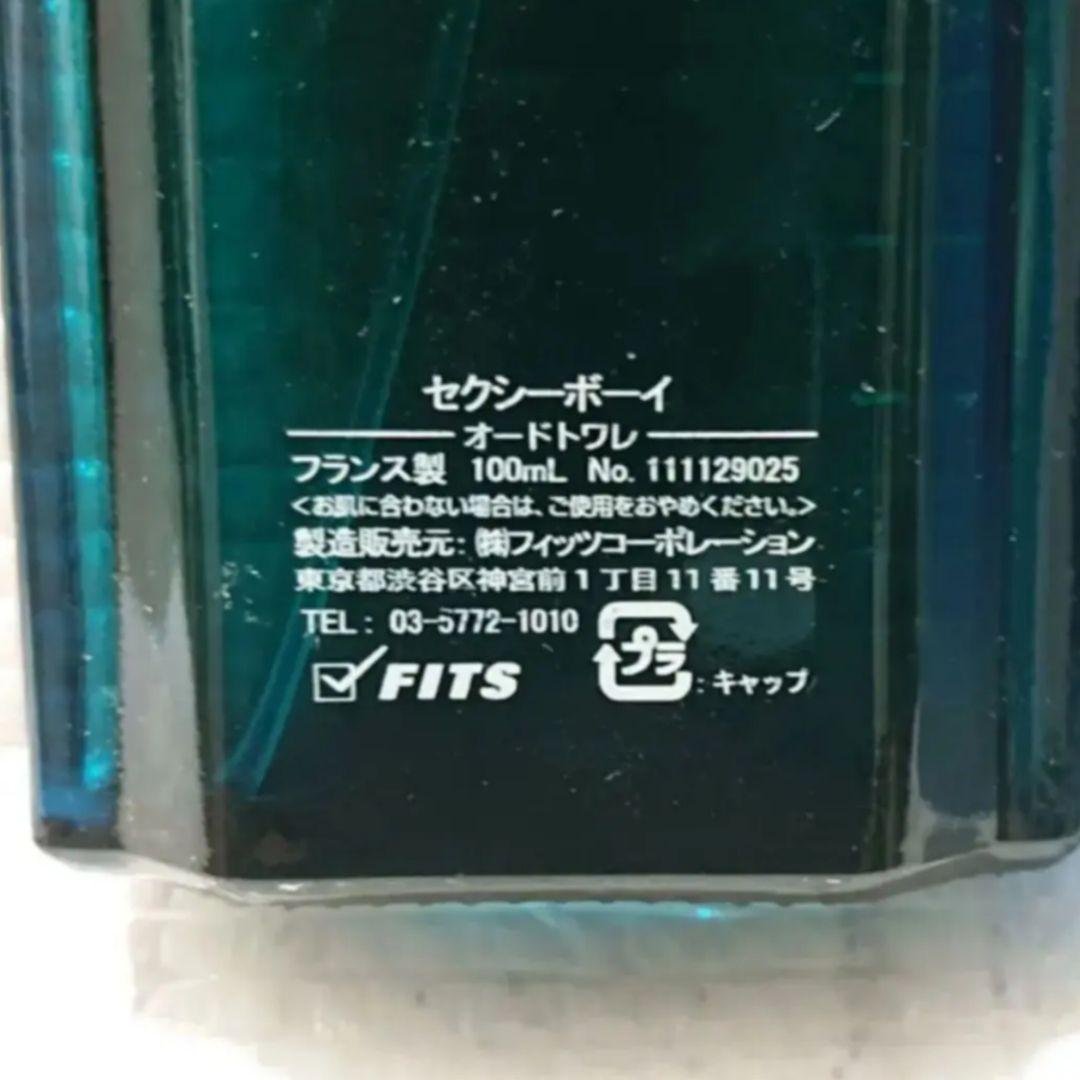 セクシーボーイ
オードトワレ
フランス製 100mL No. 111129025
<お肌に合わない場合は、ご使用をおやめください。>
製造販売元: ㈱フィッツコーポレーション
東京都渋谷区神宮前1丁目11番11号
TEL: 03-5772-1010
FITS
プラ : キャップ